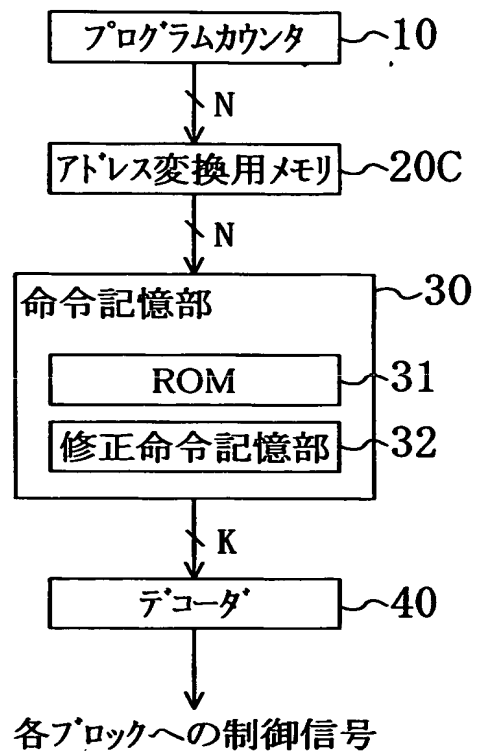 プログラムカウンタ 10
N
アドレス変換用メモリ 20C
N
命令記憶部 30
ROM 31
修正命令記憶部 32
K
デコーダ 40
各ブロックへの制御信号